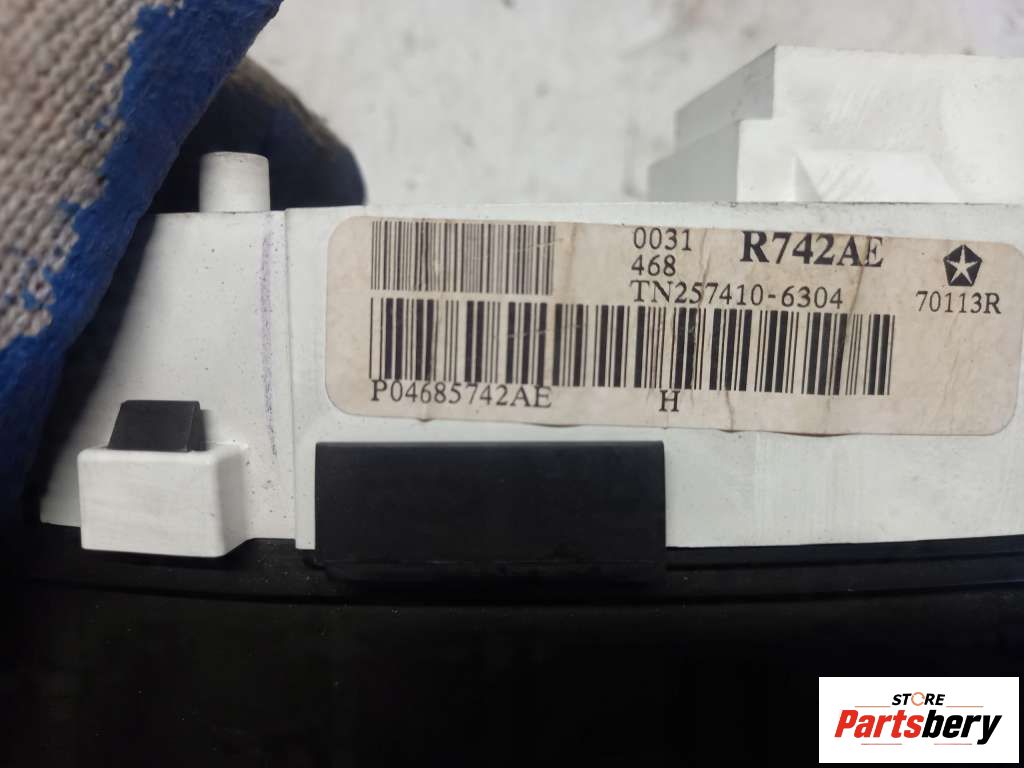 0031 R742AE
468
TN257410-6304 70113R
P04685742AE H
STORE
Partsbery